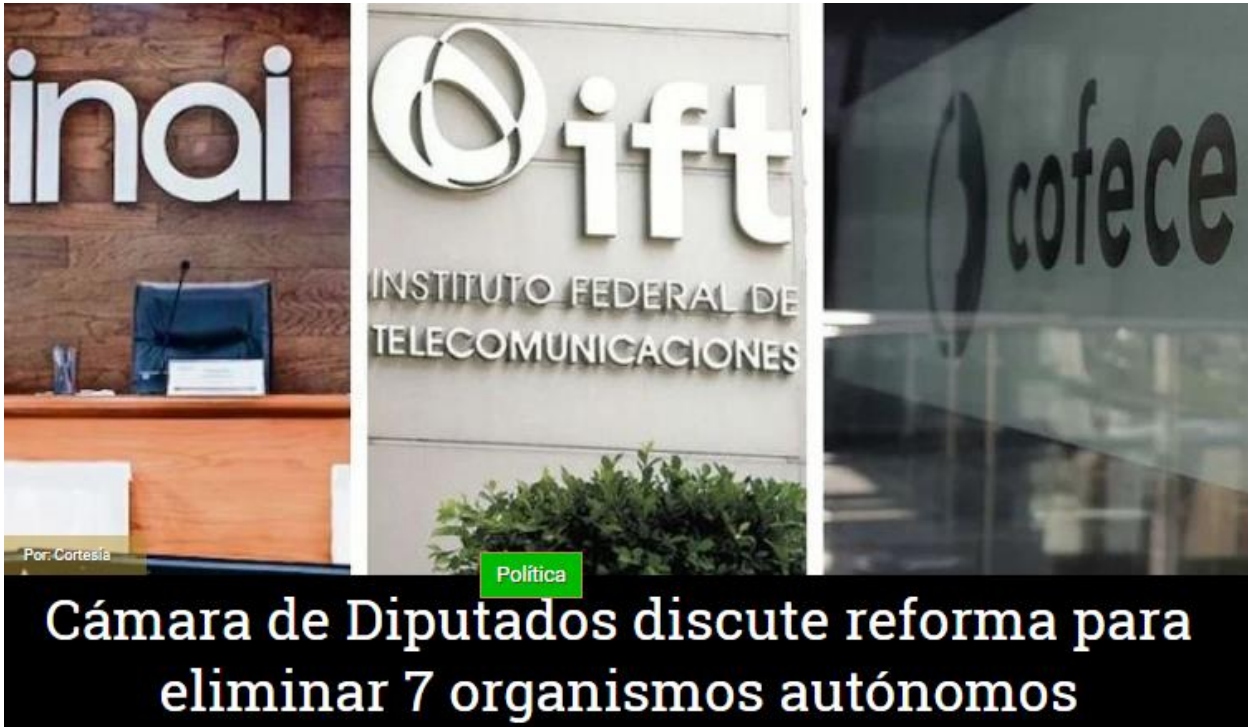 inai
ift
INSTITUTO FEDERAL DE
TELECOMUNICACIONES
cofece
Por: Cortesía
Política
Cámara de Diputados discute reforma para
eliminar 7 organismos autónomos